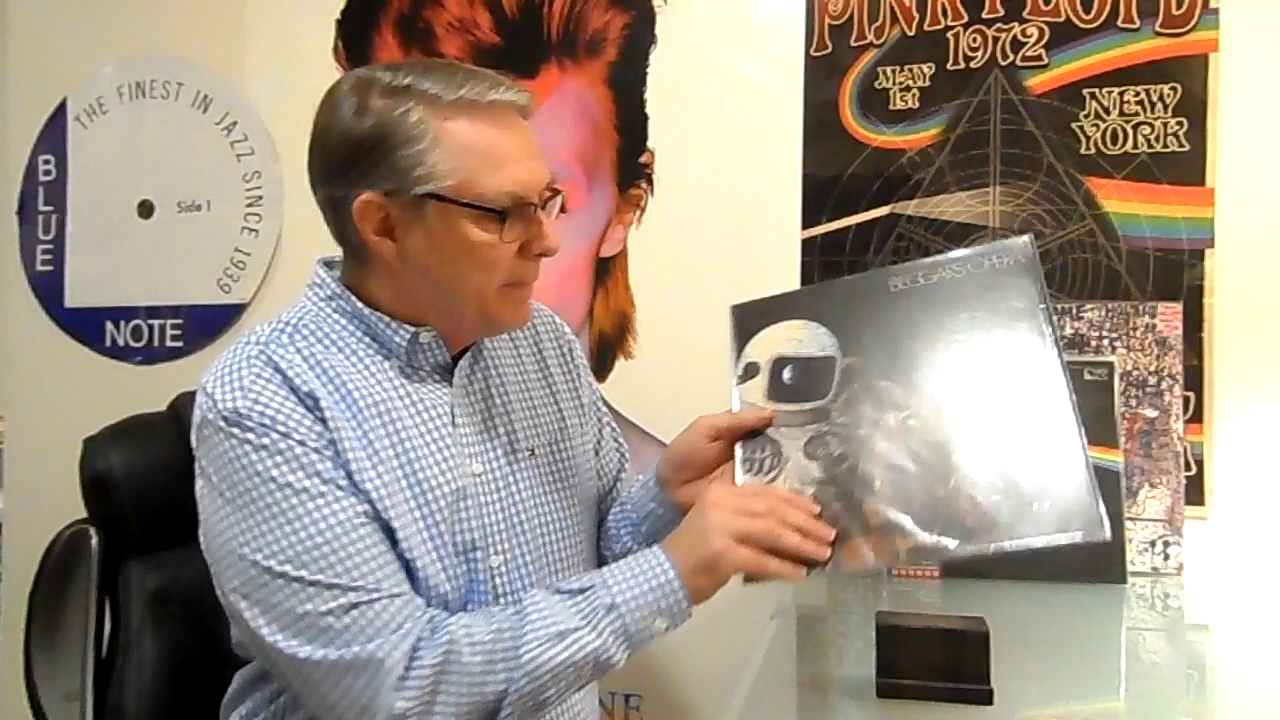 THE FINEST IN JAZZ SINCE 1939
BLUE
NOTE
Side 1
PINK FLOYD
1972
MAY
1st
NEW
YORK
BEGGARS OPERA
NE